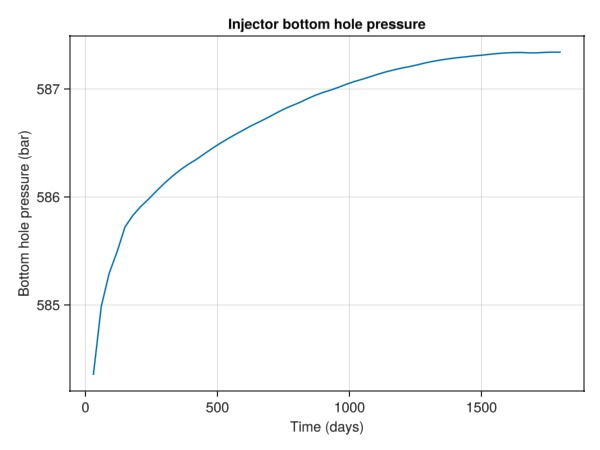 Injector bottom hole pressure
Bottom hole pressure (bar)
587
586
585
0 500 1000 1500
Time (days)